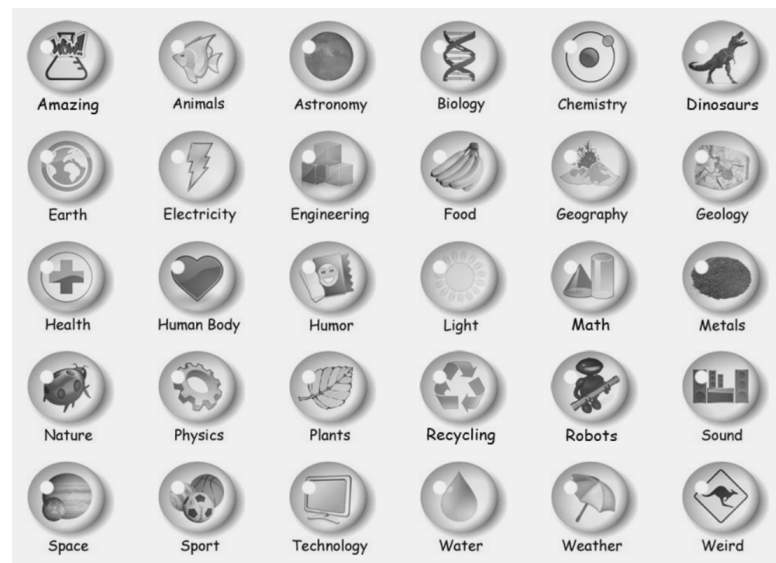 WOW!
Amazing Animals Astronomy Biology Chemistry Dinosaurs
Earth Electricity Engineering Food Geography Geology
Health Human Body Humor Light Math Metals
Nature Physics Plants Recycling Robots Sound
Space Sport Technology Water Weather Weird